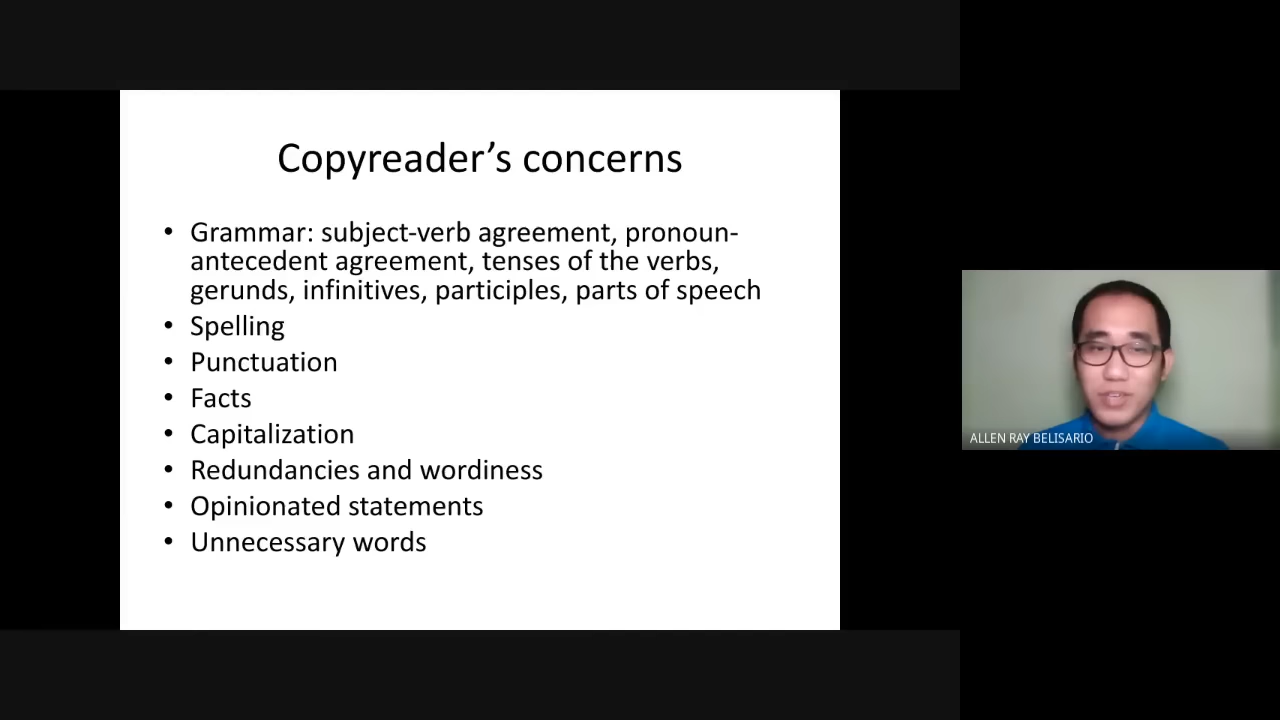 Copyreader’s concerns
• Grammar: subject-verb agreement, pronoun-
antecedent agreement, tenses of the verbs,
gerunds, infinitives, participles, parts of speech
• Spelling
• Punctuation
• Facts
• Capitalization
• Redundancies and wordiness
• Opinionated statements
• Unnecessary words
ALLEN RAY BELISARIO